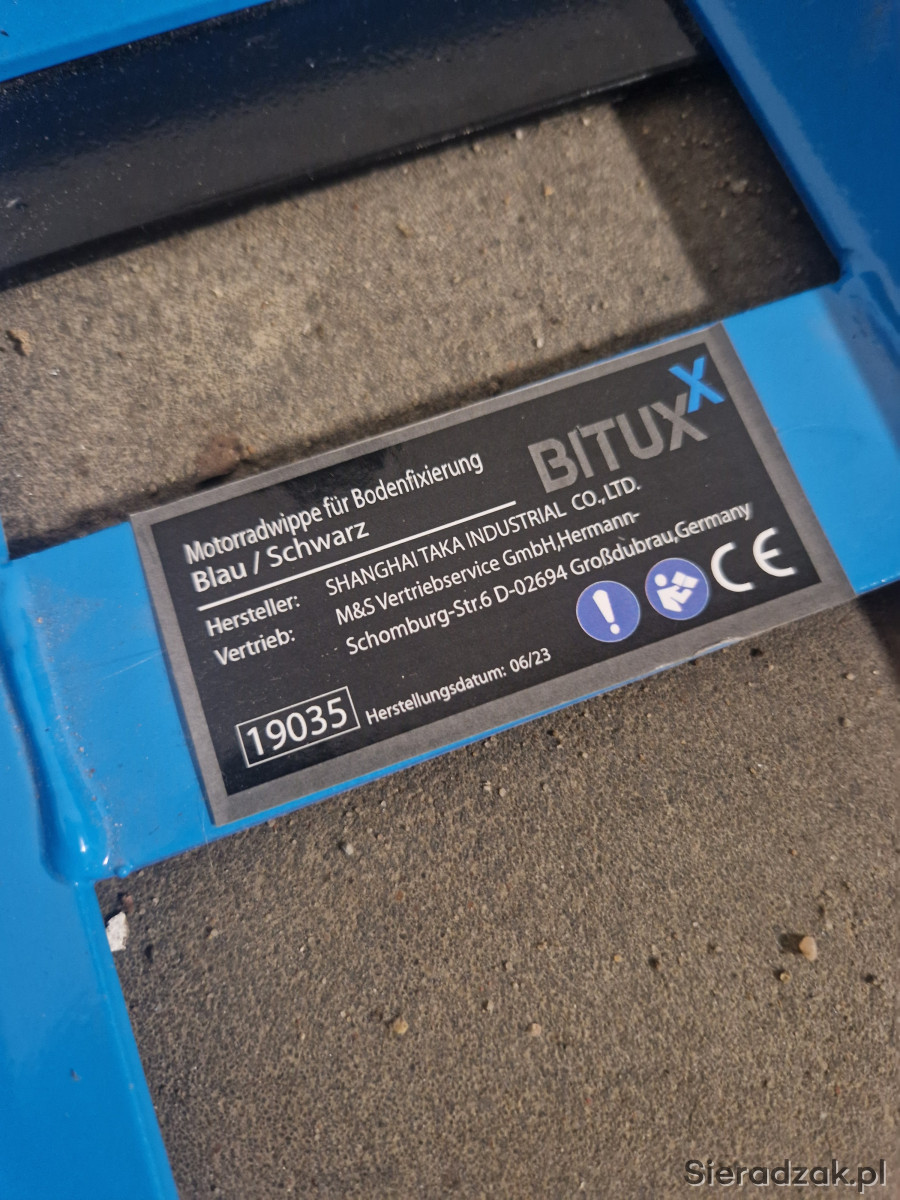 BITUXX
Motorradwippe für Bodenfixierung
Blau / Schwarz
Hersteller: SHANGHAI TAKA INDUSTRIAL CO.,LTD.
Vertrieb: M&S Vertriebservice GmbH,Hermann-
Schomburg-Str.6 D-02694 Großdubrau,Germany
CE
19035 Herstellungsdatum: 06/23
Sieradzak.pl